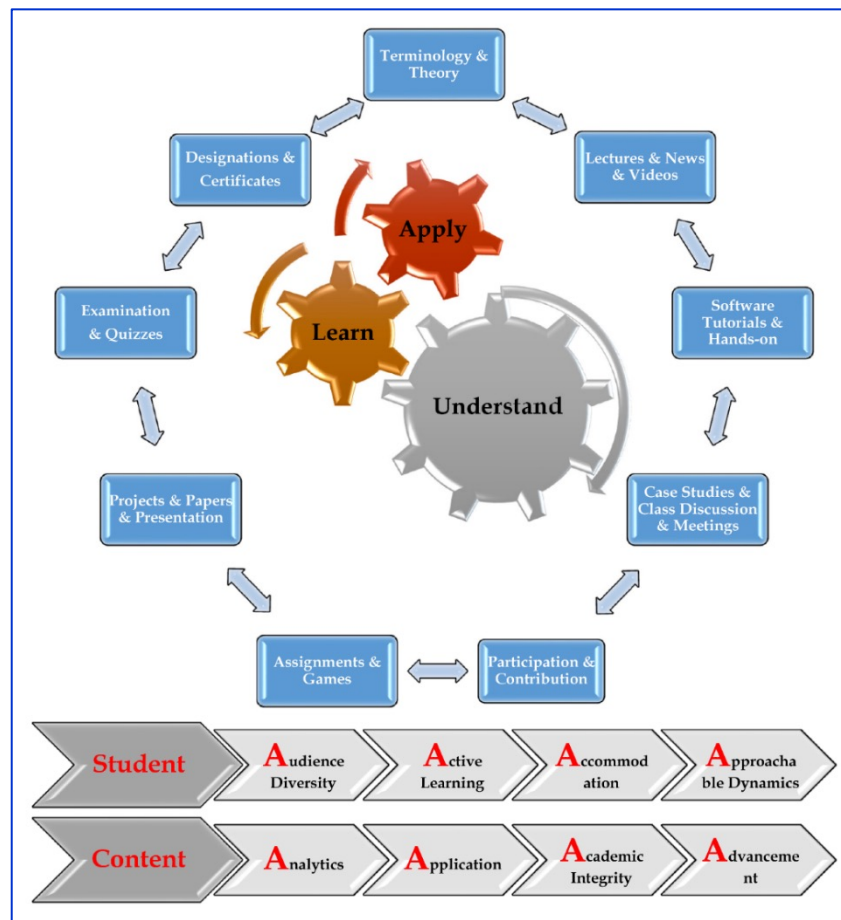 Terminology &
Theory
Designations &
Certificates
Lectures & News
& Videos
Apply
Examination
& Quizzes
Learn
Software
Tutorials &
Hands-on
Understand
Projects & Papers
& Presentation
Case Studies &
Class Discussion
& Meetings
Assignments &
Games
Participation &
Contribution
Student
Audience
Diversity
Active
Learning
Accommod
ation
Approacha
ble Dynamics
Content
Analytics
Application
Academic
Integrity
Advanceme
nt